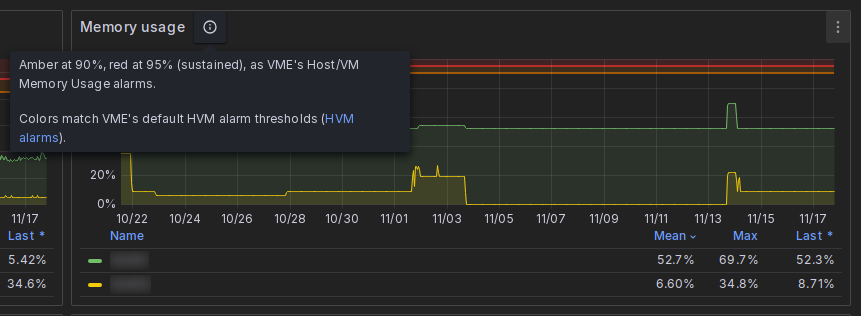 Memory usage
Amber at 90%, red at 95% (sustained), as VME's Host/VM
Memory Usage alarms.
Colors match VME's default HVM alarm thresholds (HVM
alarms).
20%
0%
11/17
10/22 10/24 10/26 10/28 10/30 11/01 11/03 11/05 11/07 11/09 11/11 11/13 11/15 11/17
Last * Name Mean Max Last *
5.42% 52.7% 69.7% 52.3%
34.6% 6.60% 34.8% 8.71%